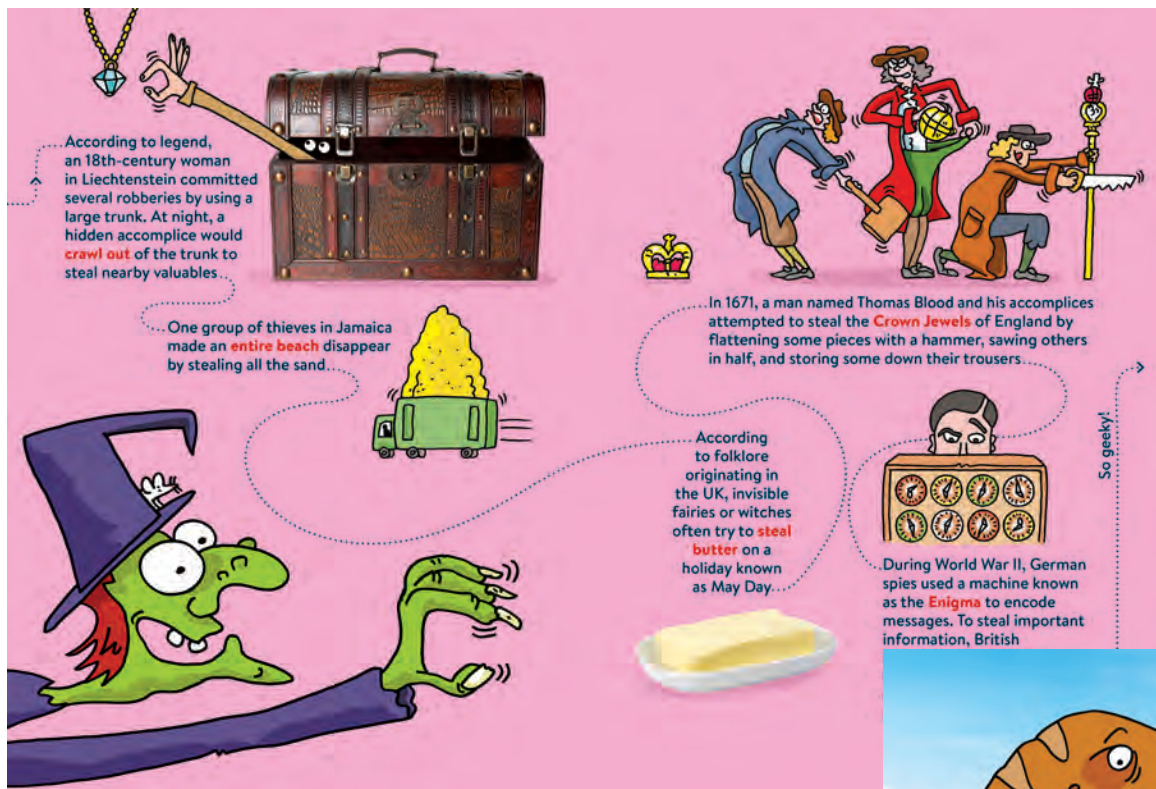 According to legend,
an 18th-century woman
in Liechtenstein committed
several robberies by using a
large trunk. At night, a
hidden accomplice would
crawl out of the trunk to
steal nearby valuables...
One group of thieves in Jamaica
made an entire beach disappear
by stealing all the sand...
According
to folklore
originating in
the UK, invisible
fairies or witches
often try to steal
butter on a
holiday known
as May Day...
In 1671, a man named Thomas Blood and his accomplices
attempted to steal the Crown Jewels of England by
flattening some pieces with a hammer, sawing others
in half, and storing some down their trousers...
During World War II, German
spies used a machine known
as the Enigma to encode
messages. To steal important
information, British
So geeky!